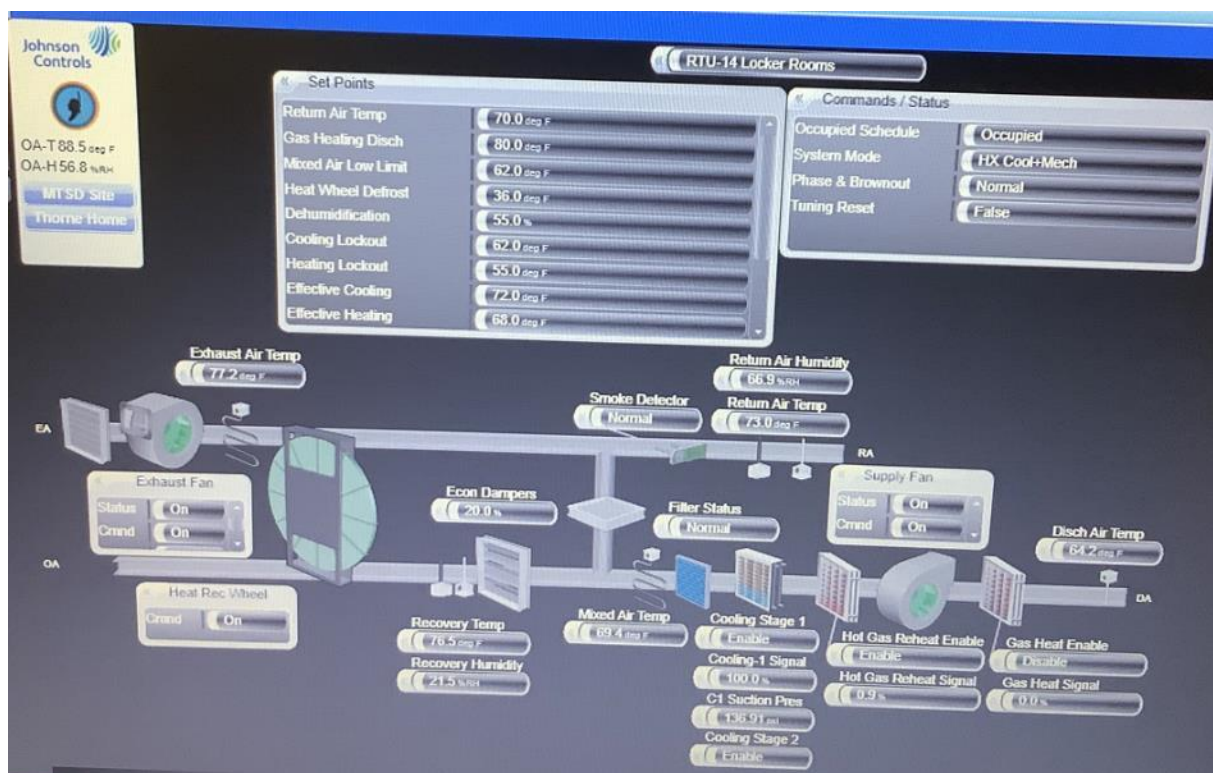 Johnson
Controls
OA-T 88.5 deg F
OA-H 56.8 %RH
MTSD Site
Thorne Home
RTU-14 Locker Rooms
Set Points
Return Air Temp 70.0 deg F
Gas Heating Disch 80.0 deg F
Mixed Air Low Limit 62.0 deg F
Heat Wheel Defrost 36.0 deg F
Dehumidification 55.0 %
Cooling Lockout 62.0 deg F
Heating Lockout 55.0 deg F
Effective Cooling 72.0 deg F
Effective Heating 68.0 deg F
Commands / Status
Occupied Schedule Occupied
System Mode HX Cool+Mech
Phase & Brownout Normal
Tuning Reset False
Exhaust Air Temp
77.2 deg F
Return Air Humidity
66.9 %RH
Smoke Detector
Normal
Return Air Temp
73.0 deg F
EA
RA
Exhaust Fan
Status On
Cmnd On
Econ Dampers
20.0 %
Filter Status
Normal
Supply Fan
Status On
Cmnd On
Disch Air Temp
64.2 deg F
OA
DA
Heat Rec Wheel
Cmnd On
Recovery Temp
76.5 deg F
Recovery Humidity
21.5 %RH
Mixed Air Temp
69.4 deg F
Cooling Stage 1
Enable
Cooling-1 Signal
100.0 %
C1 Suction Pres
136.91 psi
Cooling Stage 2
Enable
Hot Gas Reheat Enable
Enable
Hot Gas Reheat Signal
0.9 %
Gas Heat Enable
Disable
Gas Heat Signal
0.0 %